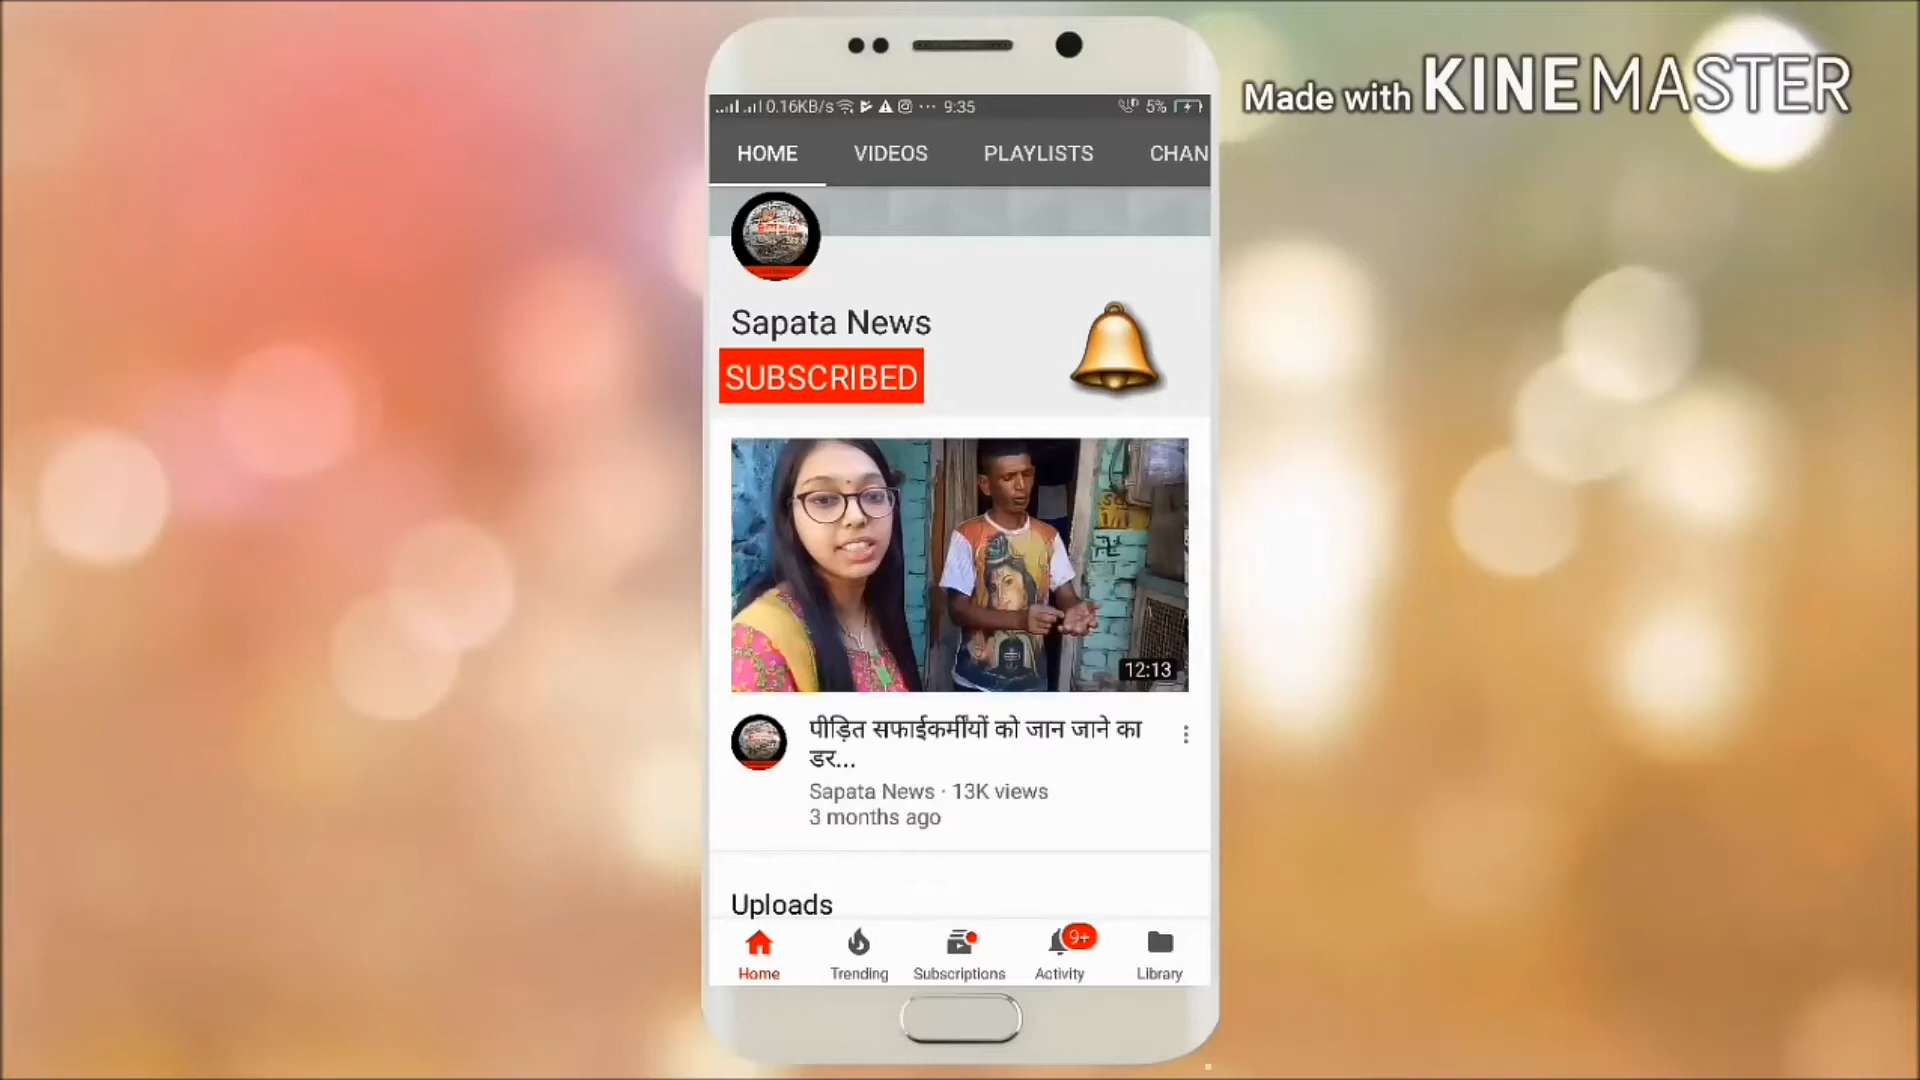 Made with KINEMASTER
0.16KB/s ... 9:35 5%
HOME VIDEOS PLAYLISTS CHAN
Sapata News
SUBSCRIBED
12:13
पीड़ित सफाईकर्मीयों को जान जाने का
डर...
Sapata News · 13K views
3 months ago
Uploads
9+
Home Trending Subscriptions Activity Library